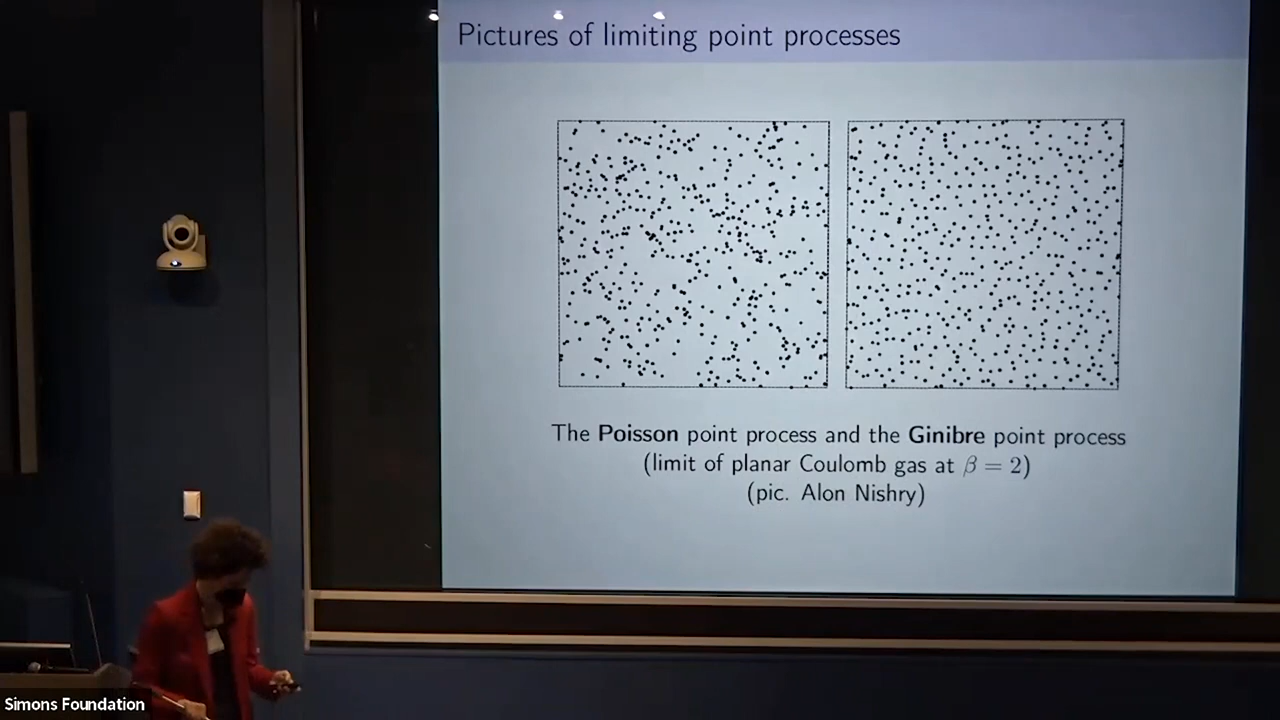 Pictures of limiting point processes
The Poisson point process and the Ginibre point process
(limit of planar Coulomb gas at β = 2)
(pic. Alon Nishry)
Simons Foundation